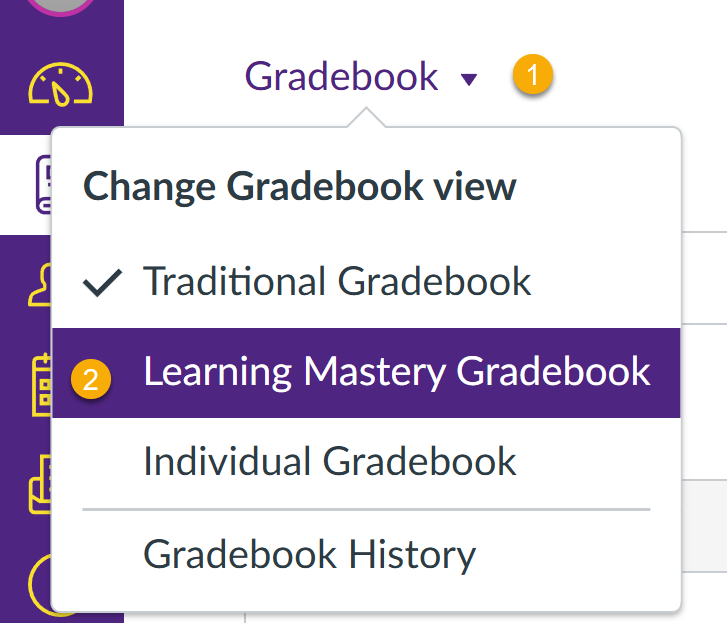 Gradebook 1
Change Gradebook view
Traditional Gradebook
2 Learning Mastery Gradebook
Individual Gradebook
Gradebook History